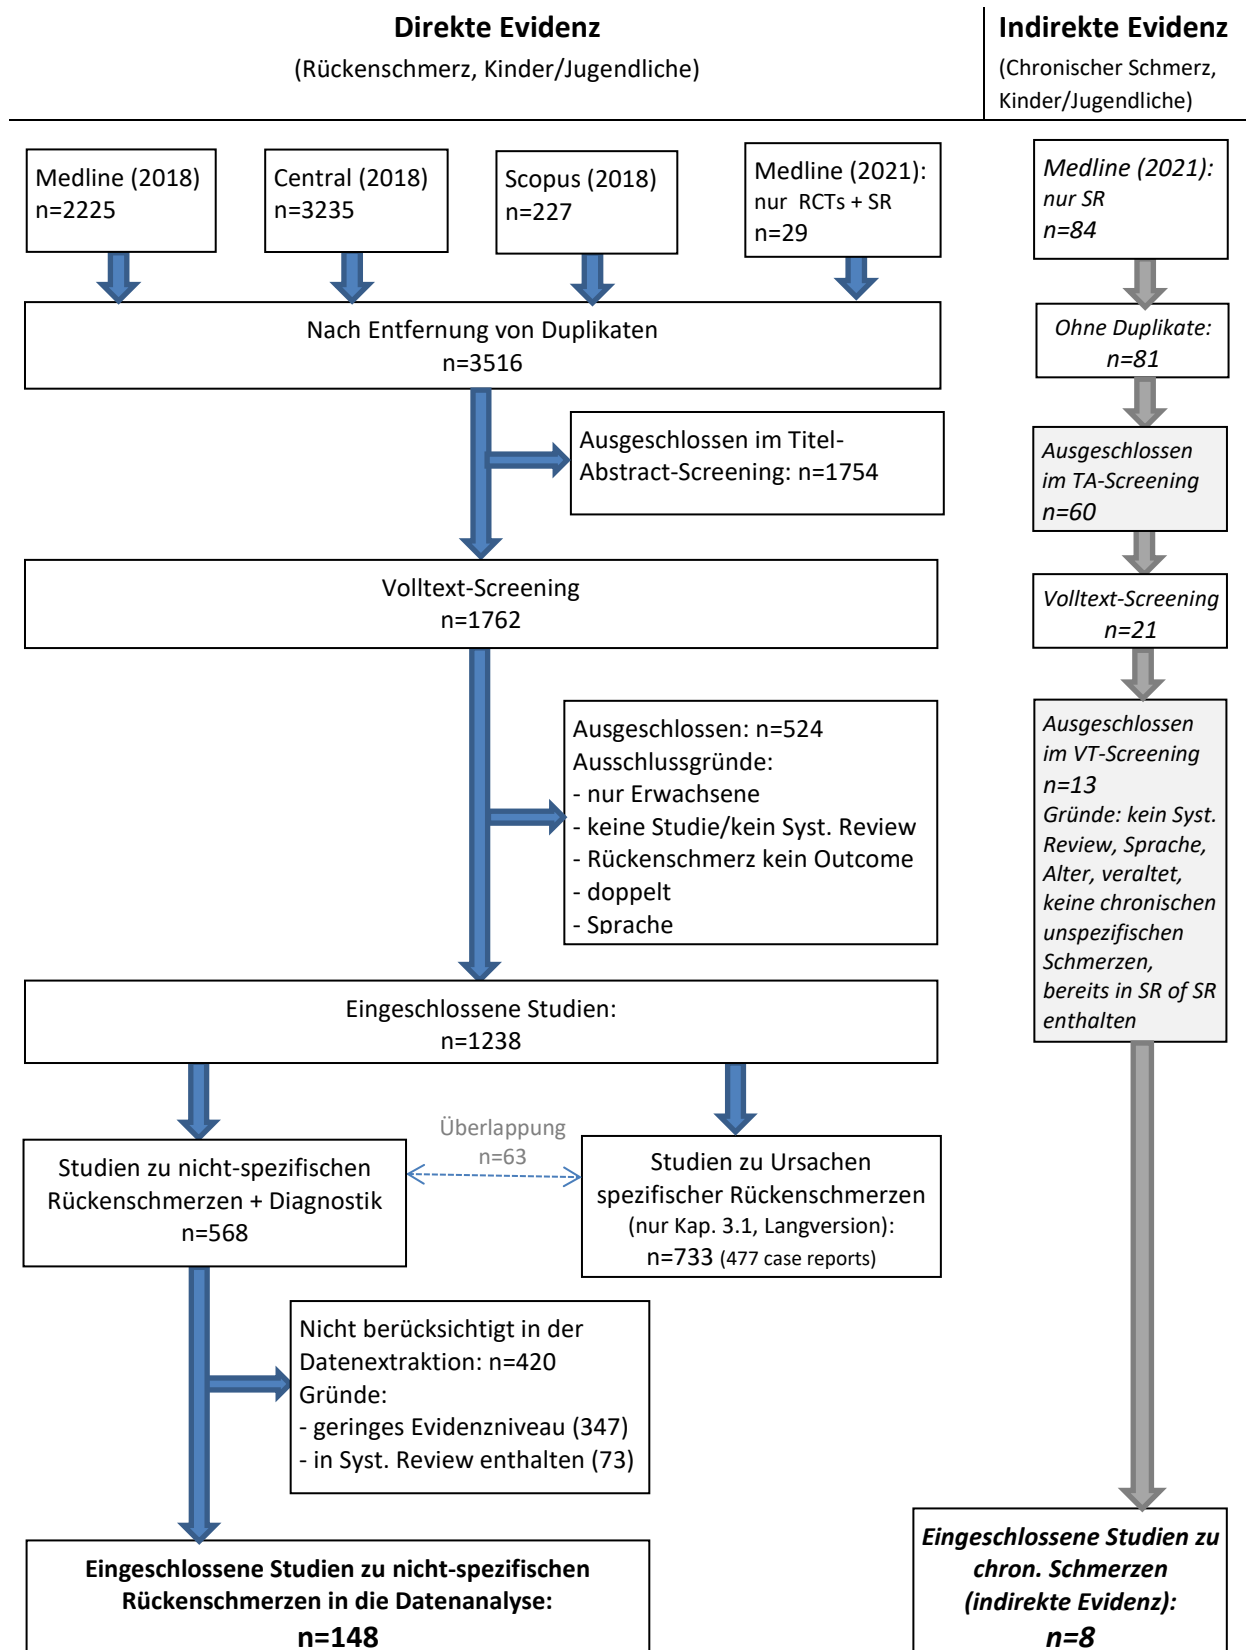 Direkte Evidenz
(Rückenschmerz, Kinder/Jugendliche)
Indirekte Evidenz
(Chronischer Schmerz,
Kinder/Jugendliche)
Medline (2018)
n=2225
Central (2018)
n=3235
Scopus (2018)
n=227
Medline (2021):
nur RCTs + SR
n=29
Medline (2021):
nur SR
n=84
Nach Entfernung von Duplikaten
n=3516
Ohne Duplikate:
n=81
Ausgeschlossen im Titel-
Abstract-Screening: n=1754
Ausgeschlossen
im TA-Screening
n=60
Volltext-Screening
n=1762
Volltext-Screening
n=21
Ausgeschlossen: n=524
Ausschlussgründe:
- nur Erwachsene
- keine Studie/kein Syst. Review
- Rückenschmerz kein Outcome
- doppelt
- Sprache
Ausgeschlossen
im VT-Screening
n=13
Gründe: kein Syst.
Review, Sprache,
Alter, veraltet,
keine chronischen
unspezifischen
Schmerzen,
bereits in SR of SR
enthalten
Eingeschlossene Studien:
n=1238
Überlappung
n=63
Studien zu nicht-spezifischen
Rückenschmerzen + Diagnostik
n=568
Studien zu Ursachen
spezifischer Rückenschmerzen
(nur Kap. 3.1, Langversion):
n=733 (477 case reports)
Nicht berücksichtigt in der
Datenextraktion: n=420
Gründe:
- geringes Evidenzniveau (347)
- in Syst. Review enthalten (73)
Eingeschlossene Studien zu nicht-spezifischen
Rückenschmerzen in die Datenanalyse:
n=148
Eingeschlossene Studien zu
chron. Schmerzen
(indirekte Evidenz):
n=8